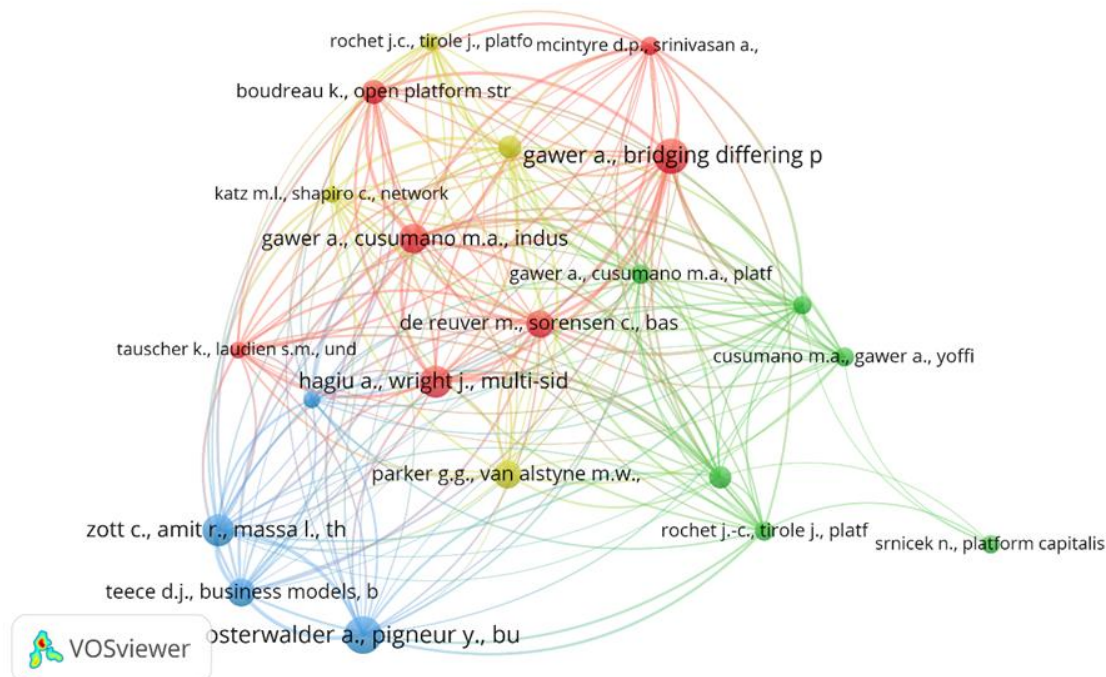 rochet j.c., tirole j., platfo
mcintyre d.p., srinivasan a.,
boudreau k., open platform str
gawer a., bridging differing p
katz m.l., shapiro c., network
gawer a., cusumano m.a., indus
gawer a., cusumano m.a., platf
de reuver m., sorensen c., bas
tauscher k., laudien s.m., und
cusumano m.a., gawer a., yoffi
hagiu a., wright j., multi-sid
parker g.g., van alstyne m.w.,
zott c., amit r., massa l., th
rochet j.-c., tirole j., platf
srnicek n., platform capitalis
teece d.j., business models, b
osterwalder a., pigneur y., bu
VOSviewer